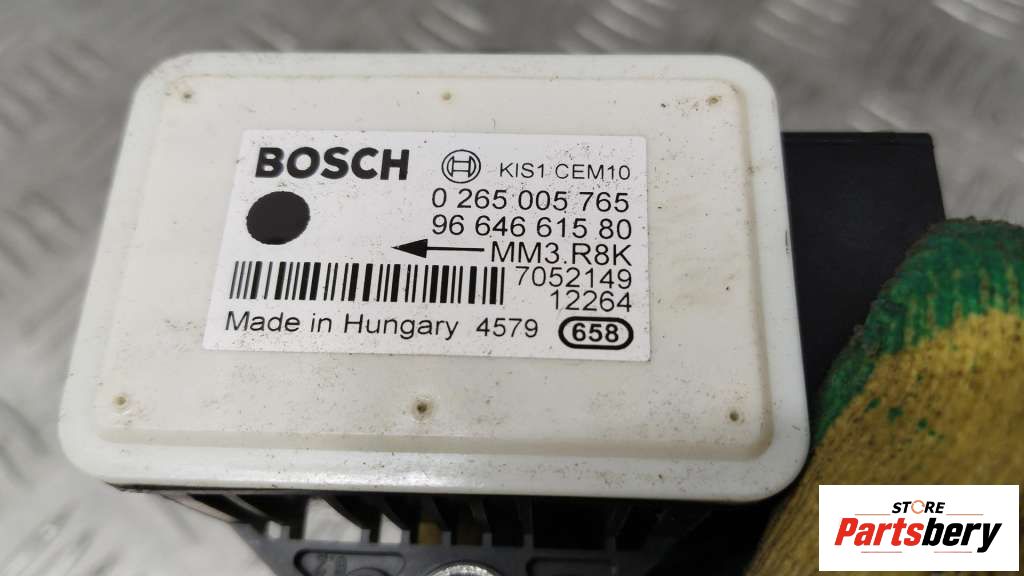 BOSCH KIS1 CEM10
0 265 005 765
96 646 615 80
MM3.R8K
7052149
12264
Made in Hungary 4579 658
STORE
Partsbery